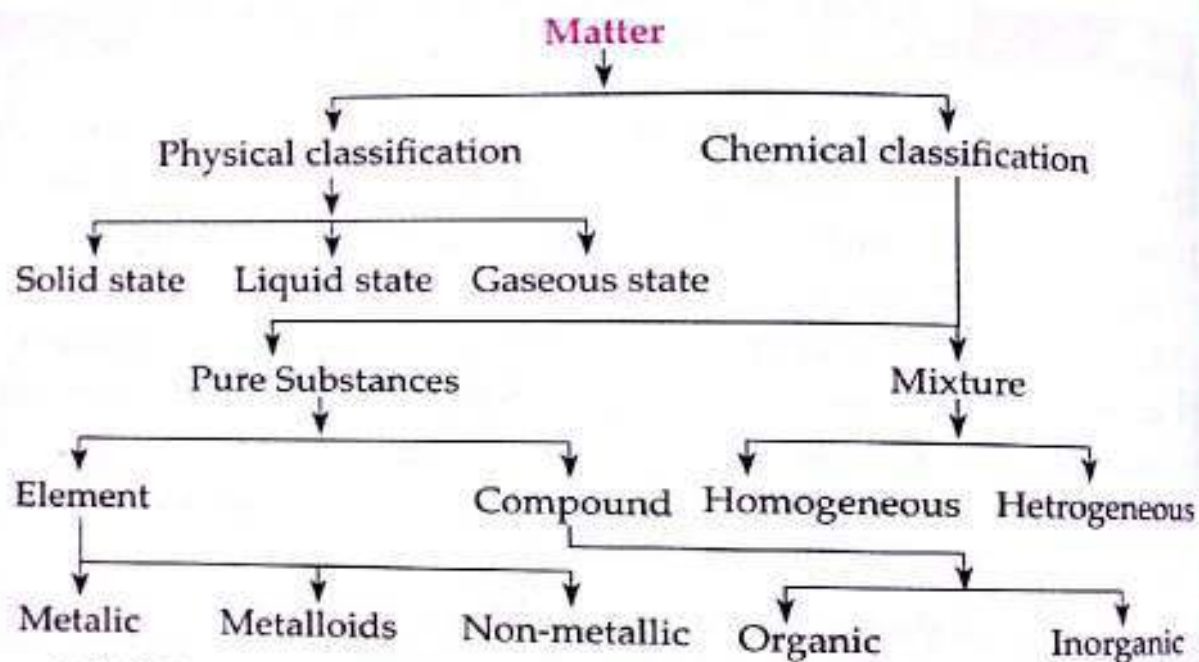 Matter
Physical classification Chemical classification
Solid state Liquid state Gaseous state
Pure Substances Mixture
Element Compound Homogeneous Hetrogeneous
Metalic Metalloids Non-metallic Organic Inorganic